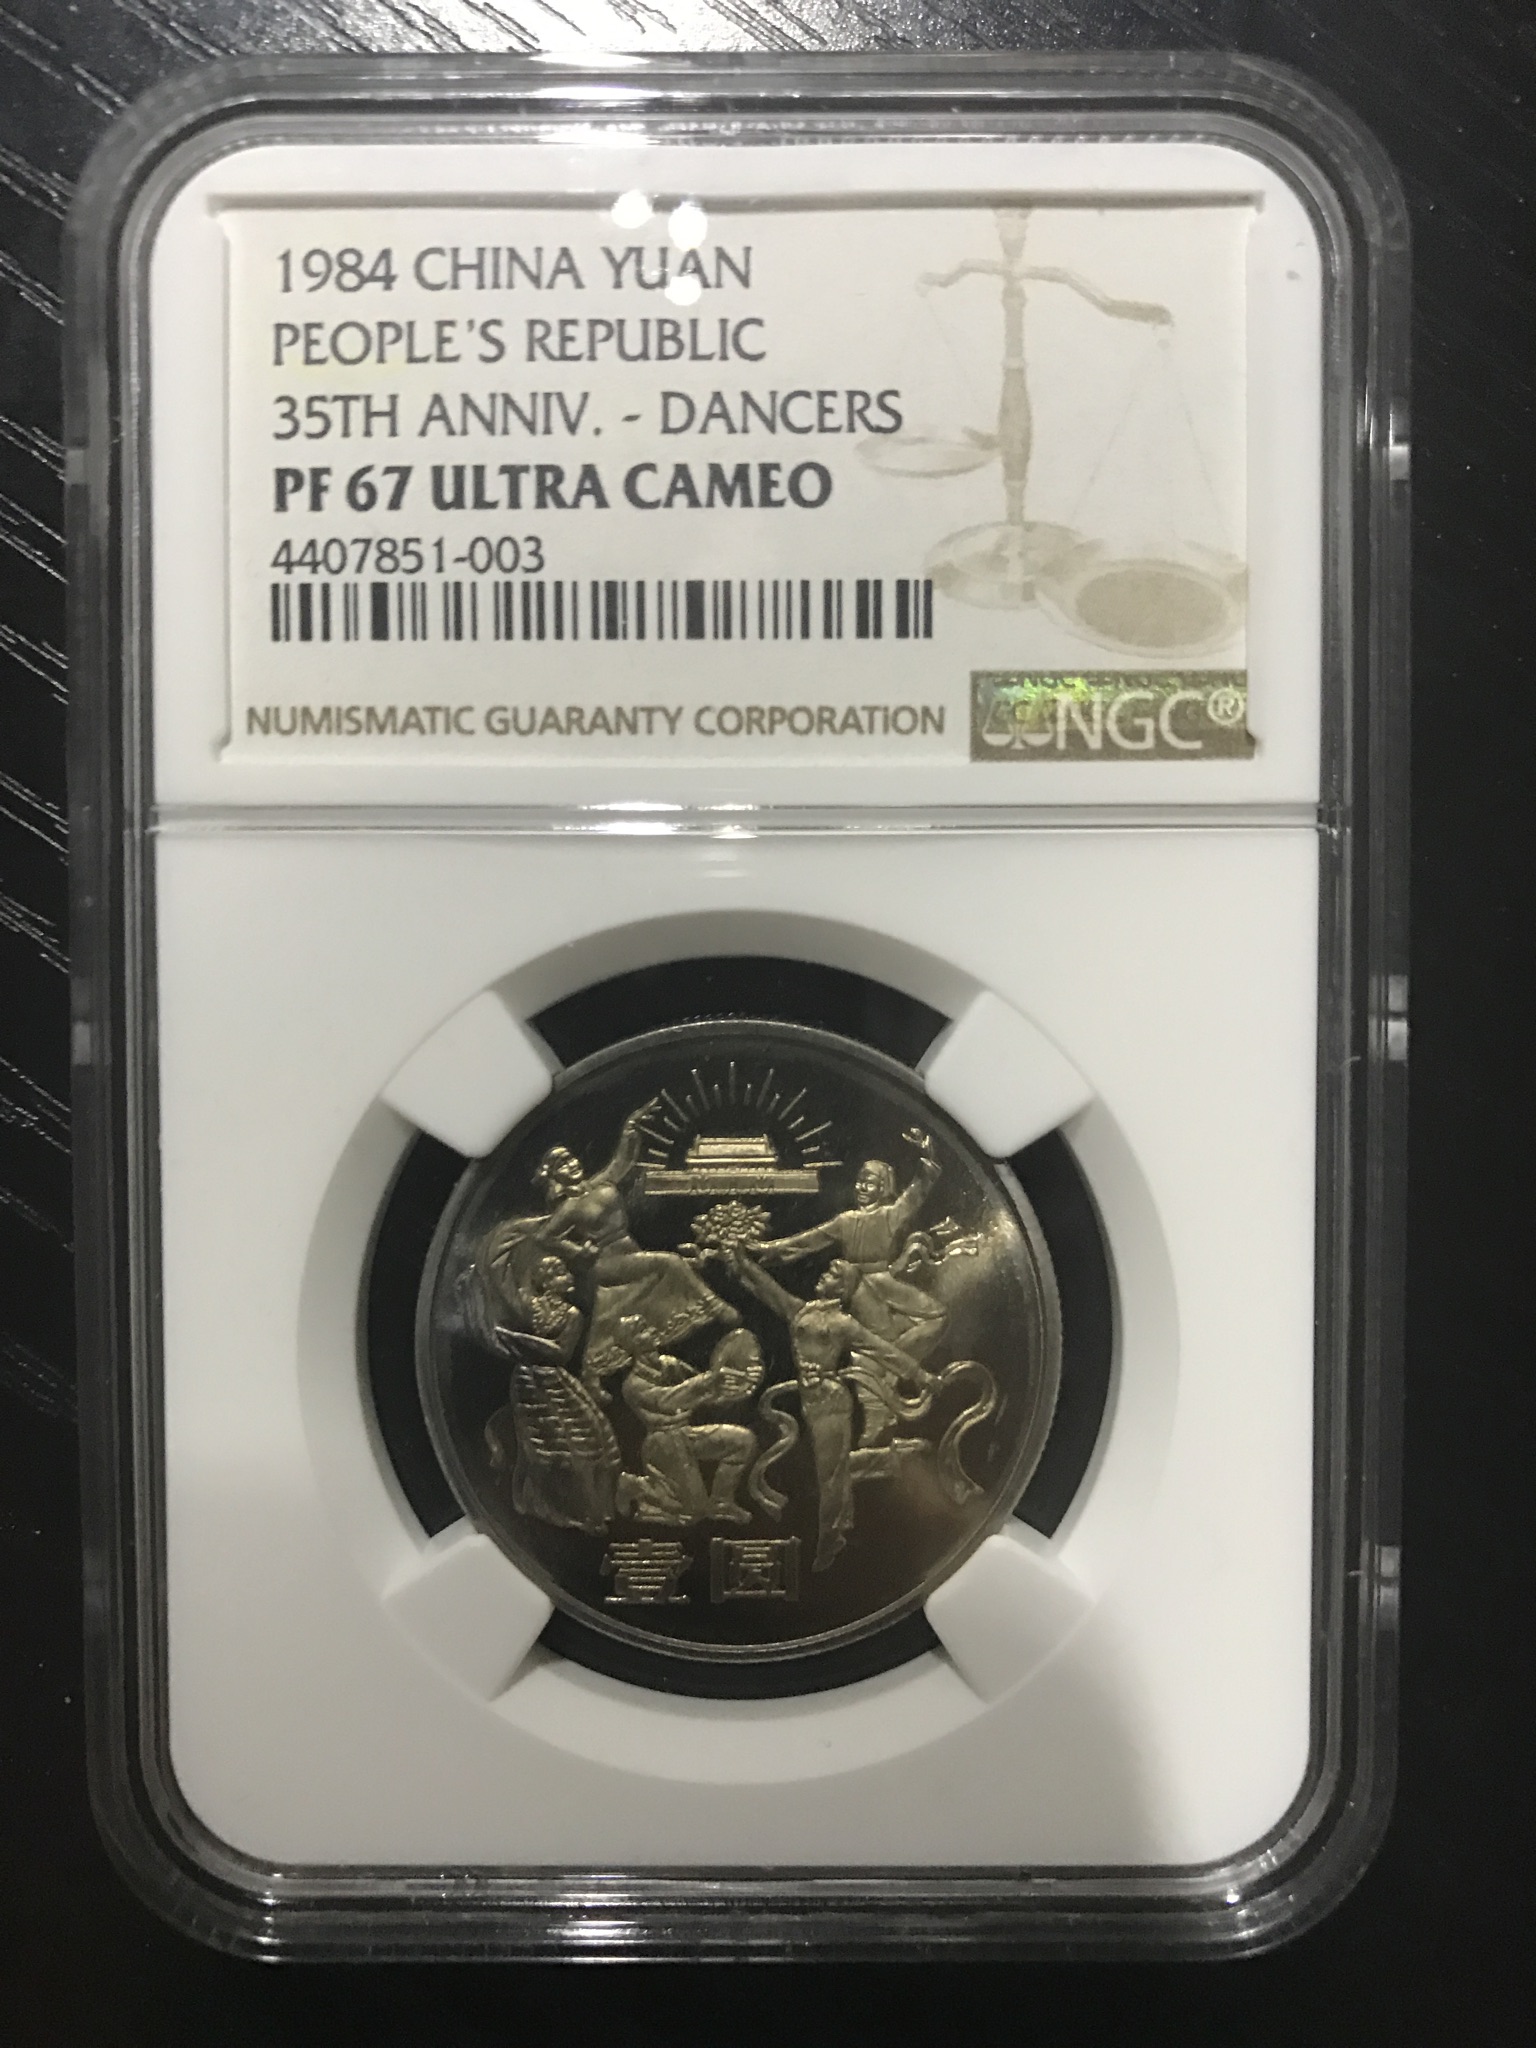 1984 CHINA YUAN
PEOPLE'S REPUBLIC
35TH ANNIV. - DANCERS
PF 67 ULTRA CAMEO
4407851-003
NUMISMATIC GUARANTY CORPORATION
NGC®
壹圆